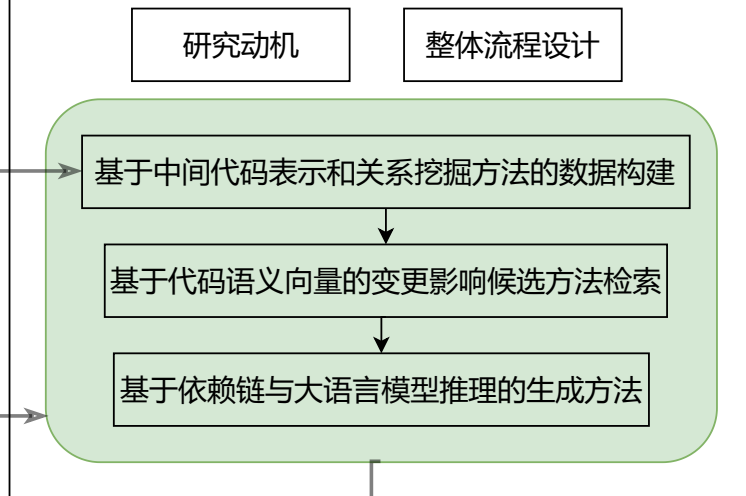 研究动机
整体流程设计
基于中间代码表示和关系挖掘方法的数据构建
基于代码语义向量的变更影响候选方法检索
基于依赖链与大语言模型推理的生成方法